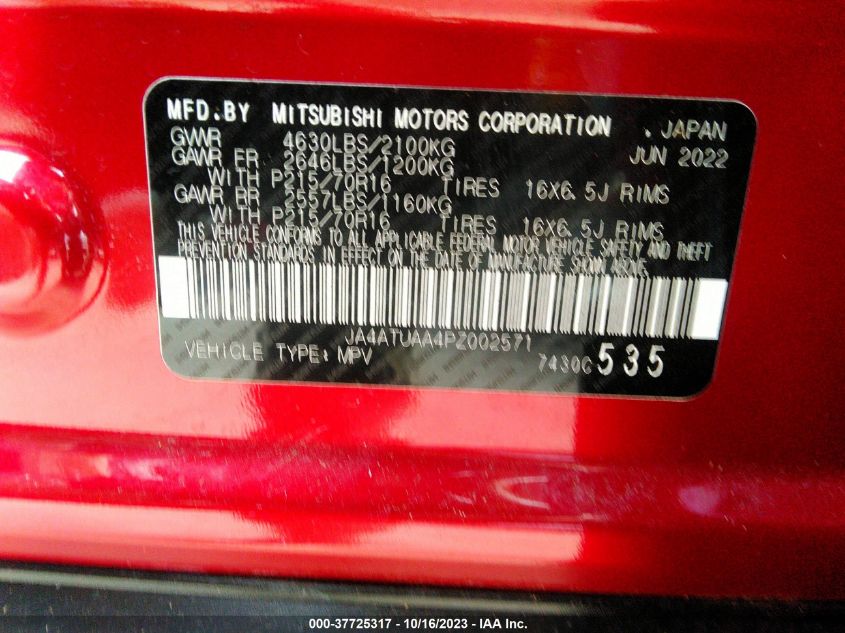 MFD.BY MITSUBISHI MOTORS CORPORATION . JAPAN
GVWR 4630LBS/2100KG JUN 2022
GAWR FR 2646LBS/1200KG
WITH P215/70R16 TIRES 16X6.5J RIMS
GAWR RR 2557LBS/1160KG
WITH P215/70R16 TIRES 16X6.5J RIMS
THIS VEHICLE CONFORMS TO ALL APPLICABLE FEDERAL MOTOR VEHICLE SAFETY AND THEFT
PREVENTION STANDARDS IN EFFECT ON THE DATE OF MANUFACTURE SHOWN ABOVE.
JA4ATUAA4PZ002571
VEHICLE TYPE: MPV 7430C 535
000-37725317 - 10/16/2023 - IAA Inc.